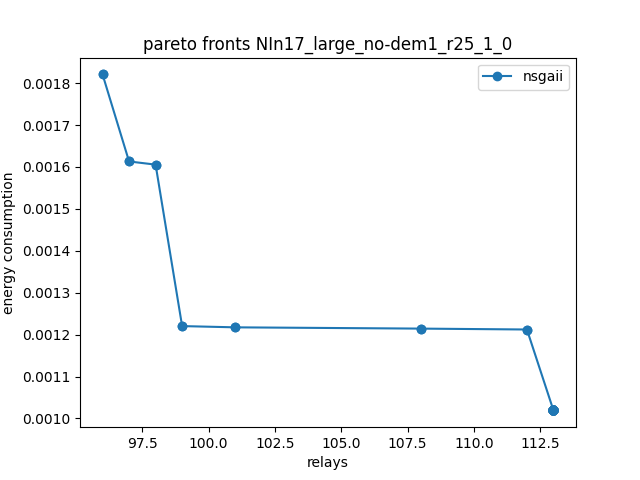 pareto fronts NIn17_large_no-dem1_r25_1_0
nsgaii
0.0018
0.0017
0.0016
0.0015
0.0014
0.0013
0.0012
0.0011
0.0010
energy consumption
97.5 100.0 102.5 105.0 107.5 110.0 112.5
relays